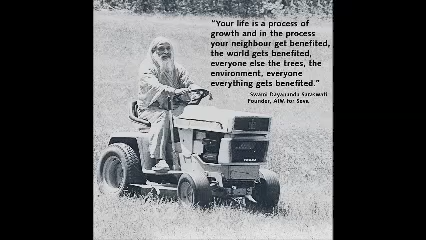 "Your life is a process of
growth and in the process
your neighbour get benefited,
the world gets benefited,
everyone else the trees, the
environment, everyone
everything gets benefited."
Swami Dayananda Saraswati
Founder, AIM for Seva.